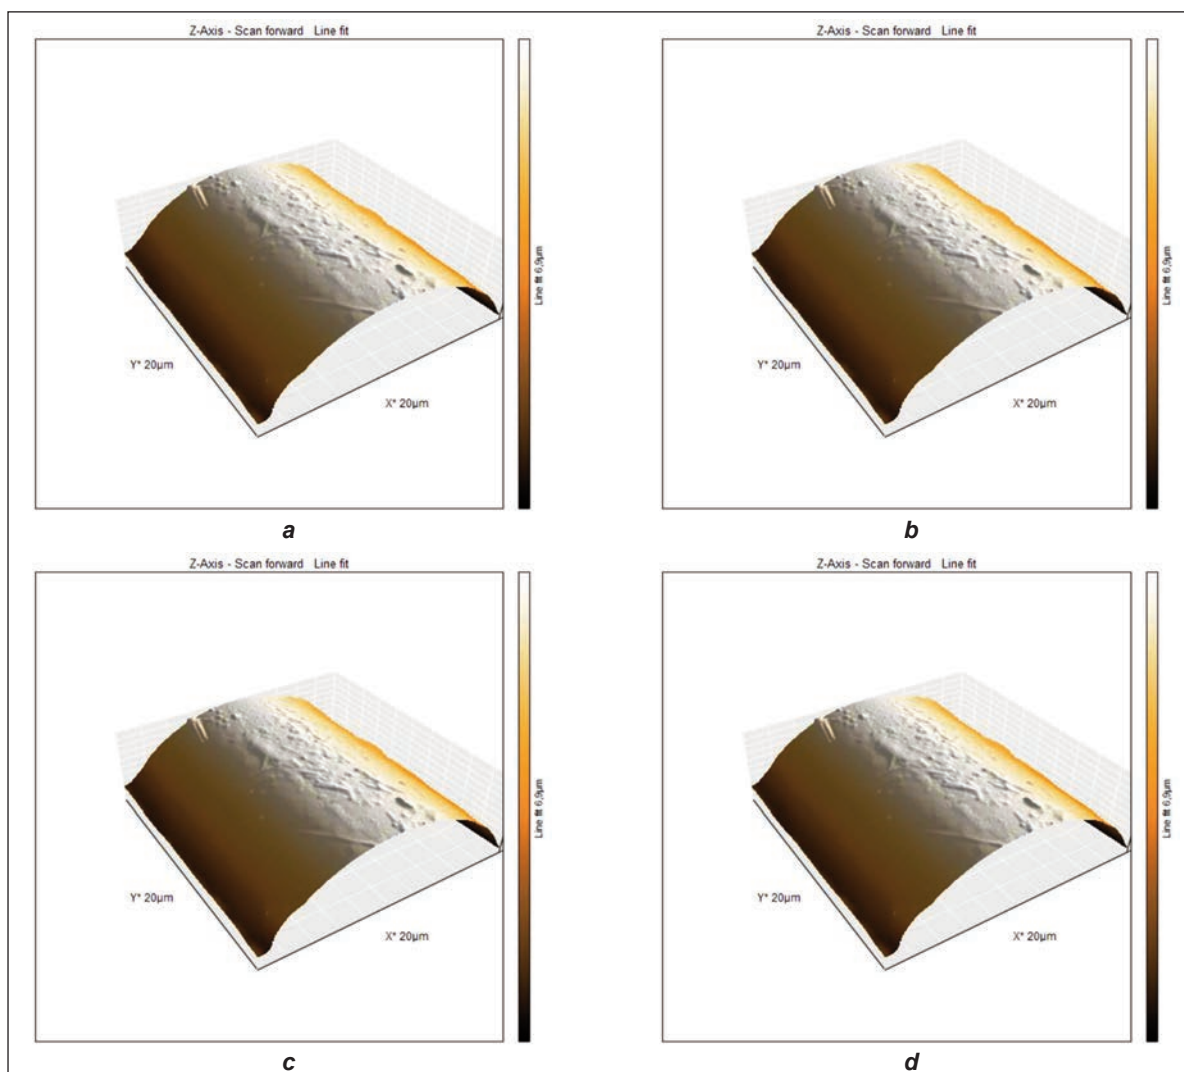 Z-Axis - Scan forward Line fit
Z-Axis - Scan forward Line fit
Line fit 6,9µm
Line fit 6,9µm
Y* 20µm
X* 20µm
Y* 20µm
X* 20µm
a
b
Z-Axis - Scan forward Line fit
Z-Axis - Scan forward Line fit
Line fit 6,9µm
Line fit 6,9µm
Y* 20µm
X* 20µm
Y* 20µm
X* 20µm
c
d